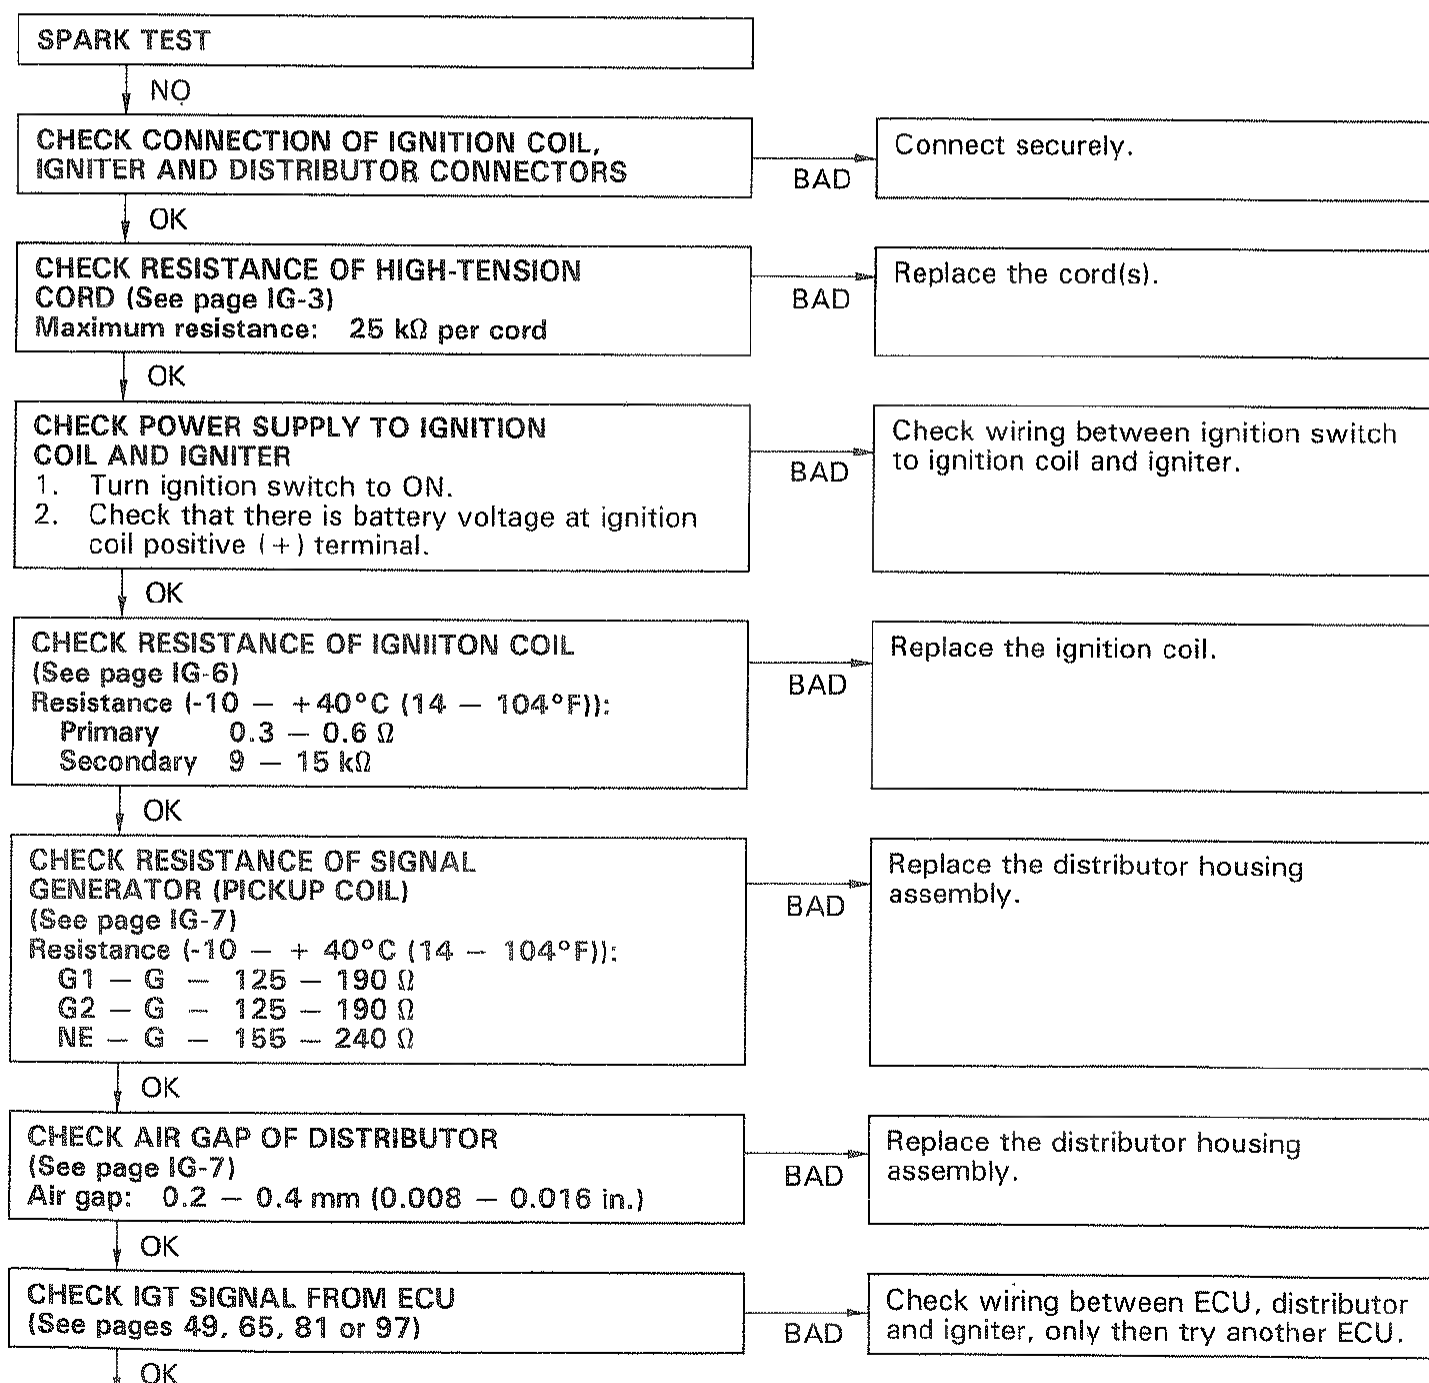 SPARK TEST
NO
CHECK CONNECTION OF IGNITION COIL,
IGNITER AND DISTRIBUTOR CONNECTORS
BAD
Connect securely.
OK
CHECK RESISTANCE OF HIGH-TENSION
CORD (See page IG-3)
Maximum resistance: 25 kΩ per cord
BAD
Replace the cord(s).
OK
CHECK POWER SUPPLY TO IGNITION
COIL AND IGNITER
1. Turn ignition switch to ON.
2. Check that there is battery voltage at ignition
coil positive (+) terminal.
BAD
Check wiring between ignition switch
to ignition coil and igniter.
OK
CHECK RESISTANCE OF IGNIITON COIL
(See page IG-6)
Resistance (-10 — +40°C (14 — 104°F)):
Primary 0.3 — 0.6 Ω
Secondary 9 — 15 kΩ
BAD
Replace the ignition coil.
OK
CHECK RESISTANCE OF SIGNAL
GENERATOR (PICKUP COIL)
(See page IG-7)
Resistance (-10 — + 40°C (14 — 104°F)):
G1 — G — 125 — 190 Ω
G2 — G — 125 — 190 Ω
NE — G — 155 — 240 Ω
BAD
Replace the distributor housing
assembly.
OK
CHECK AIR GAP OF DISTRIBUTOR
(See page IG-7)
Air gap: 0.2 — 0.4 mm (0.008 — 0.016 in.)
BAD
Replace the distributor housing
assembly.
OK
CHECK IGT SIGNAL FROM ECU
(See pages 49, 65, 81 or 97)
BAD
Check wiring between ECU, distributor
and igniter, only then try another ECU.
OK